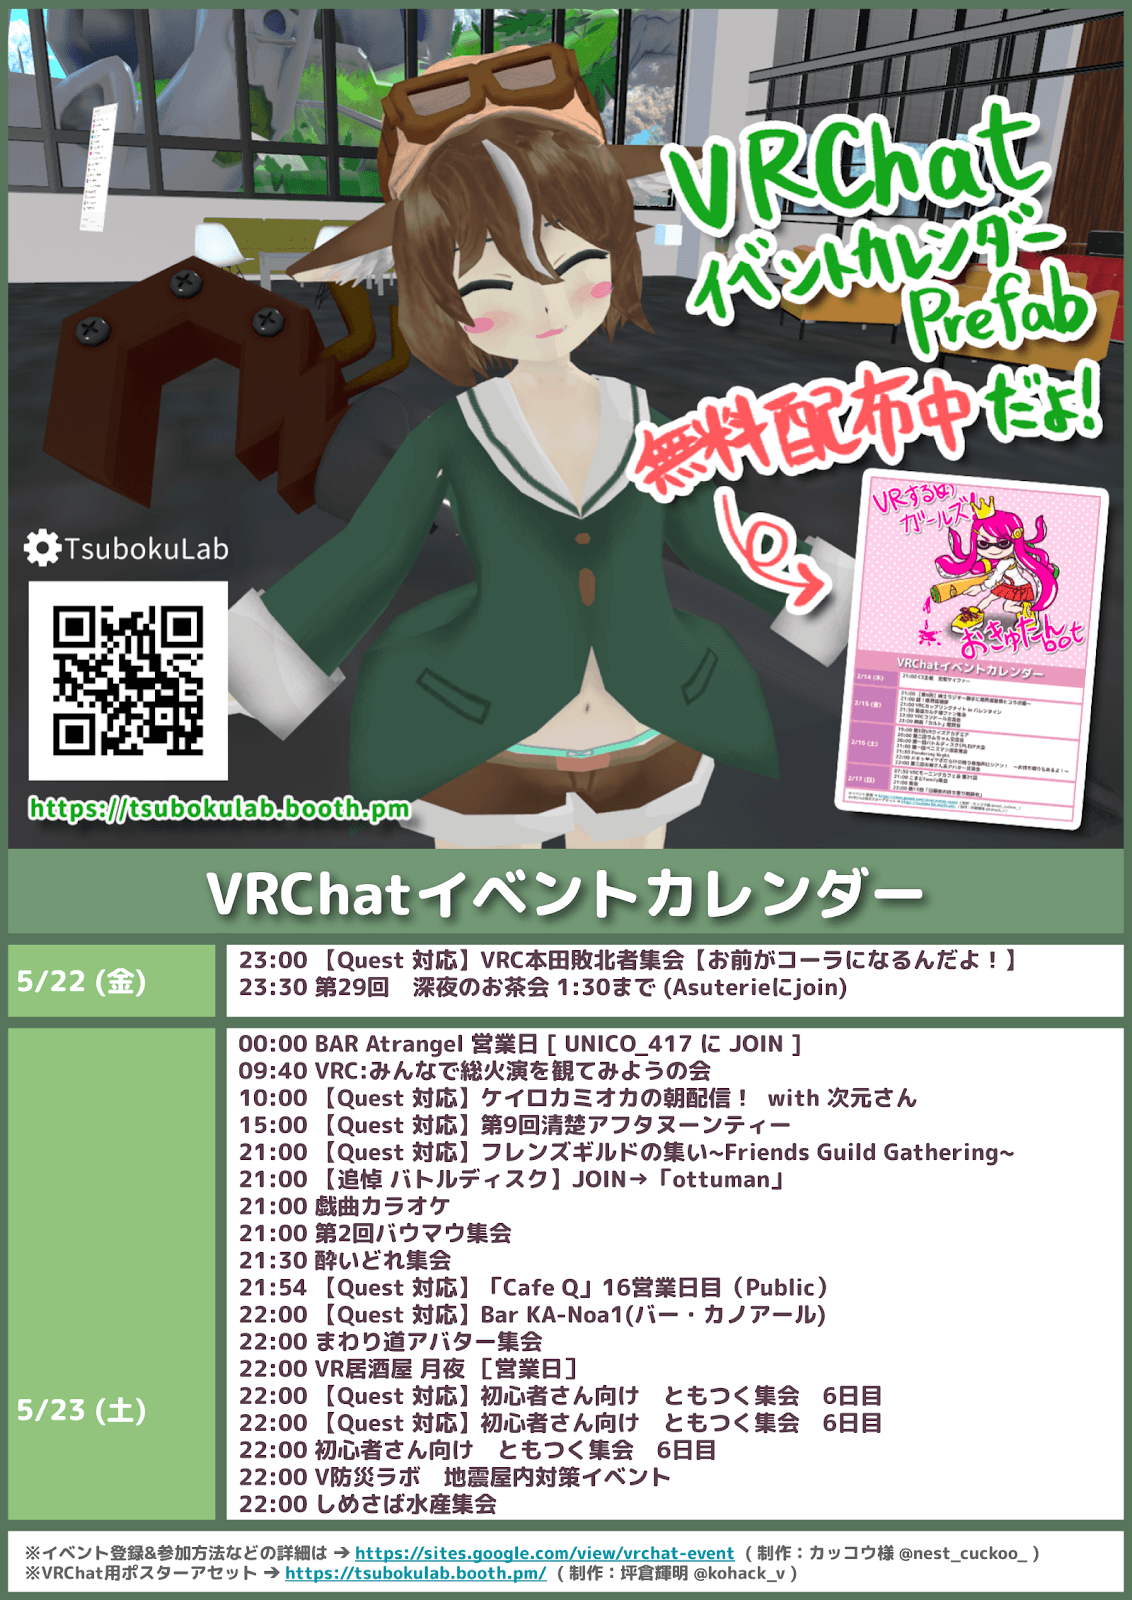 VRChat
イベントカレンダー
Prefab
無料配布中だよ!
TsubokuLab
https://tsubokulab.booth.pm
VRするめ
ガールズ!
おきゅたんbot
VRChatイベントカレンダー
2/14 (木)
2/15 (金)
2/16 (土)
2/17 (日)
VRChatイベントカレンダー
5/22 (金)
23:00 【Quest 対応】VRC本田敗北者集会【お前がコーラになるんだよ！】
23:30 第29回　深夜のお茶会 1:30まで (Asuterieにjoin)
5/23 (土)
00:00 BAR Atrangel 営業日 [ UNICO_417 に JOIN ]
09:40 VRC:みんなで総火演を観てみようの会
10:00 【Quest 対応】ケイロカミオカの朝配信！ with 次元さん
15:00 【Quest 対応】第9回清楚アフタヌーンティー
21:00 【Quest 対応】フレンズギルドの集い~Friends Guild Gathering~
21:00 【追悼 バトルディスク】JOIN→「ottuman」
21:00 戯曲カラオケ
21:00 第2回バウマウ集会
21:30 酔いどれ集会
21:54 【Quest 対応】「Cafe Q」16営業日目（Public）
22:00 【Quest 対応】Bar KA-Noa1(バー・カノアール)
22:00 まわり道アバター集会
22:00 VR居酒屋 月夜 ［営業日］
22:00 【Quest 対応】初心者さん向け　ともつく集会　6日目
22:00 【Quest 対応】初心者さん向け　ともつく集会　6日目
22:00 初心者さん向け　ともつく集会　6日目
22:00 V防災ラボ　地震屋内対策イベント
22:00 しめさば水産集会
※イベント登録&参加方法などの詳細は → https://sites.google.com/view/vrchat-event ( 制作：カッコウ様 @nest_cuckoo_ )
※VRChat用ポスターアセット → https://tsubokulab.booth.pm/ ( 制作：坪倉輝明 @kohack_v )